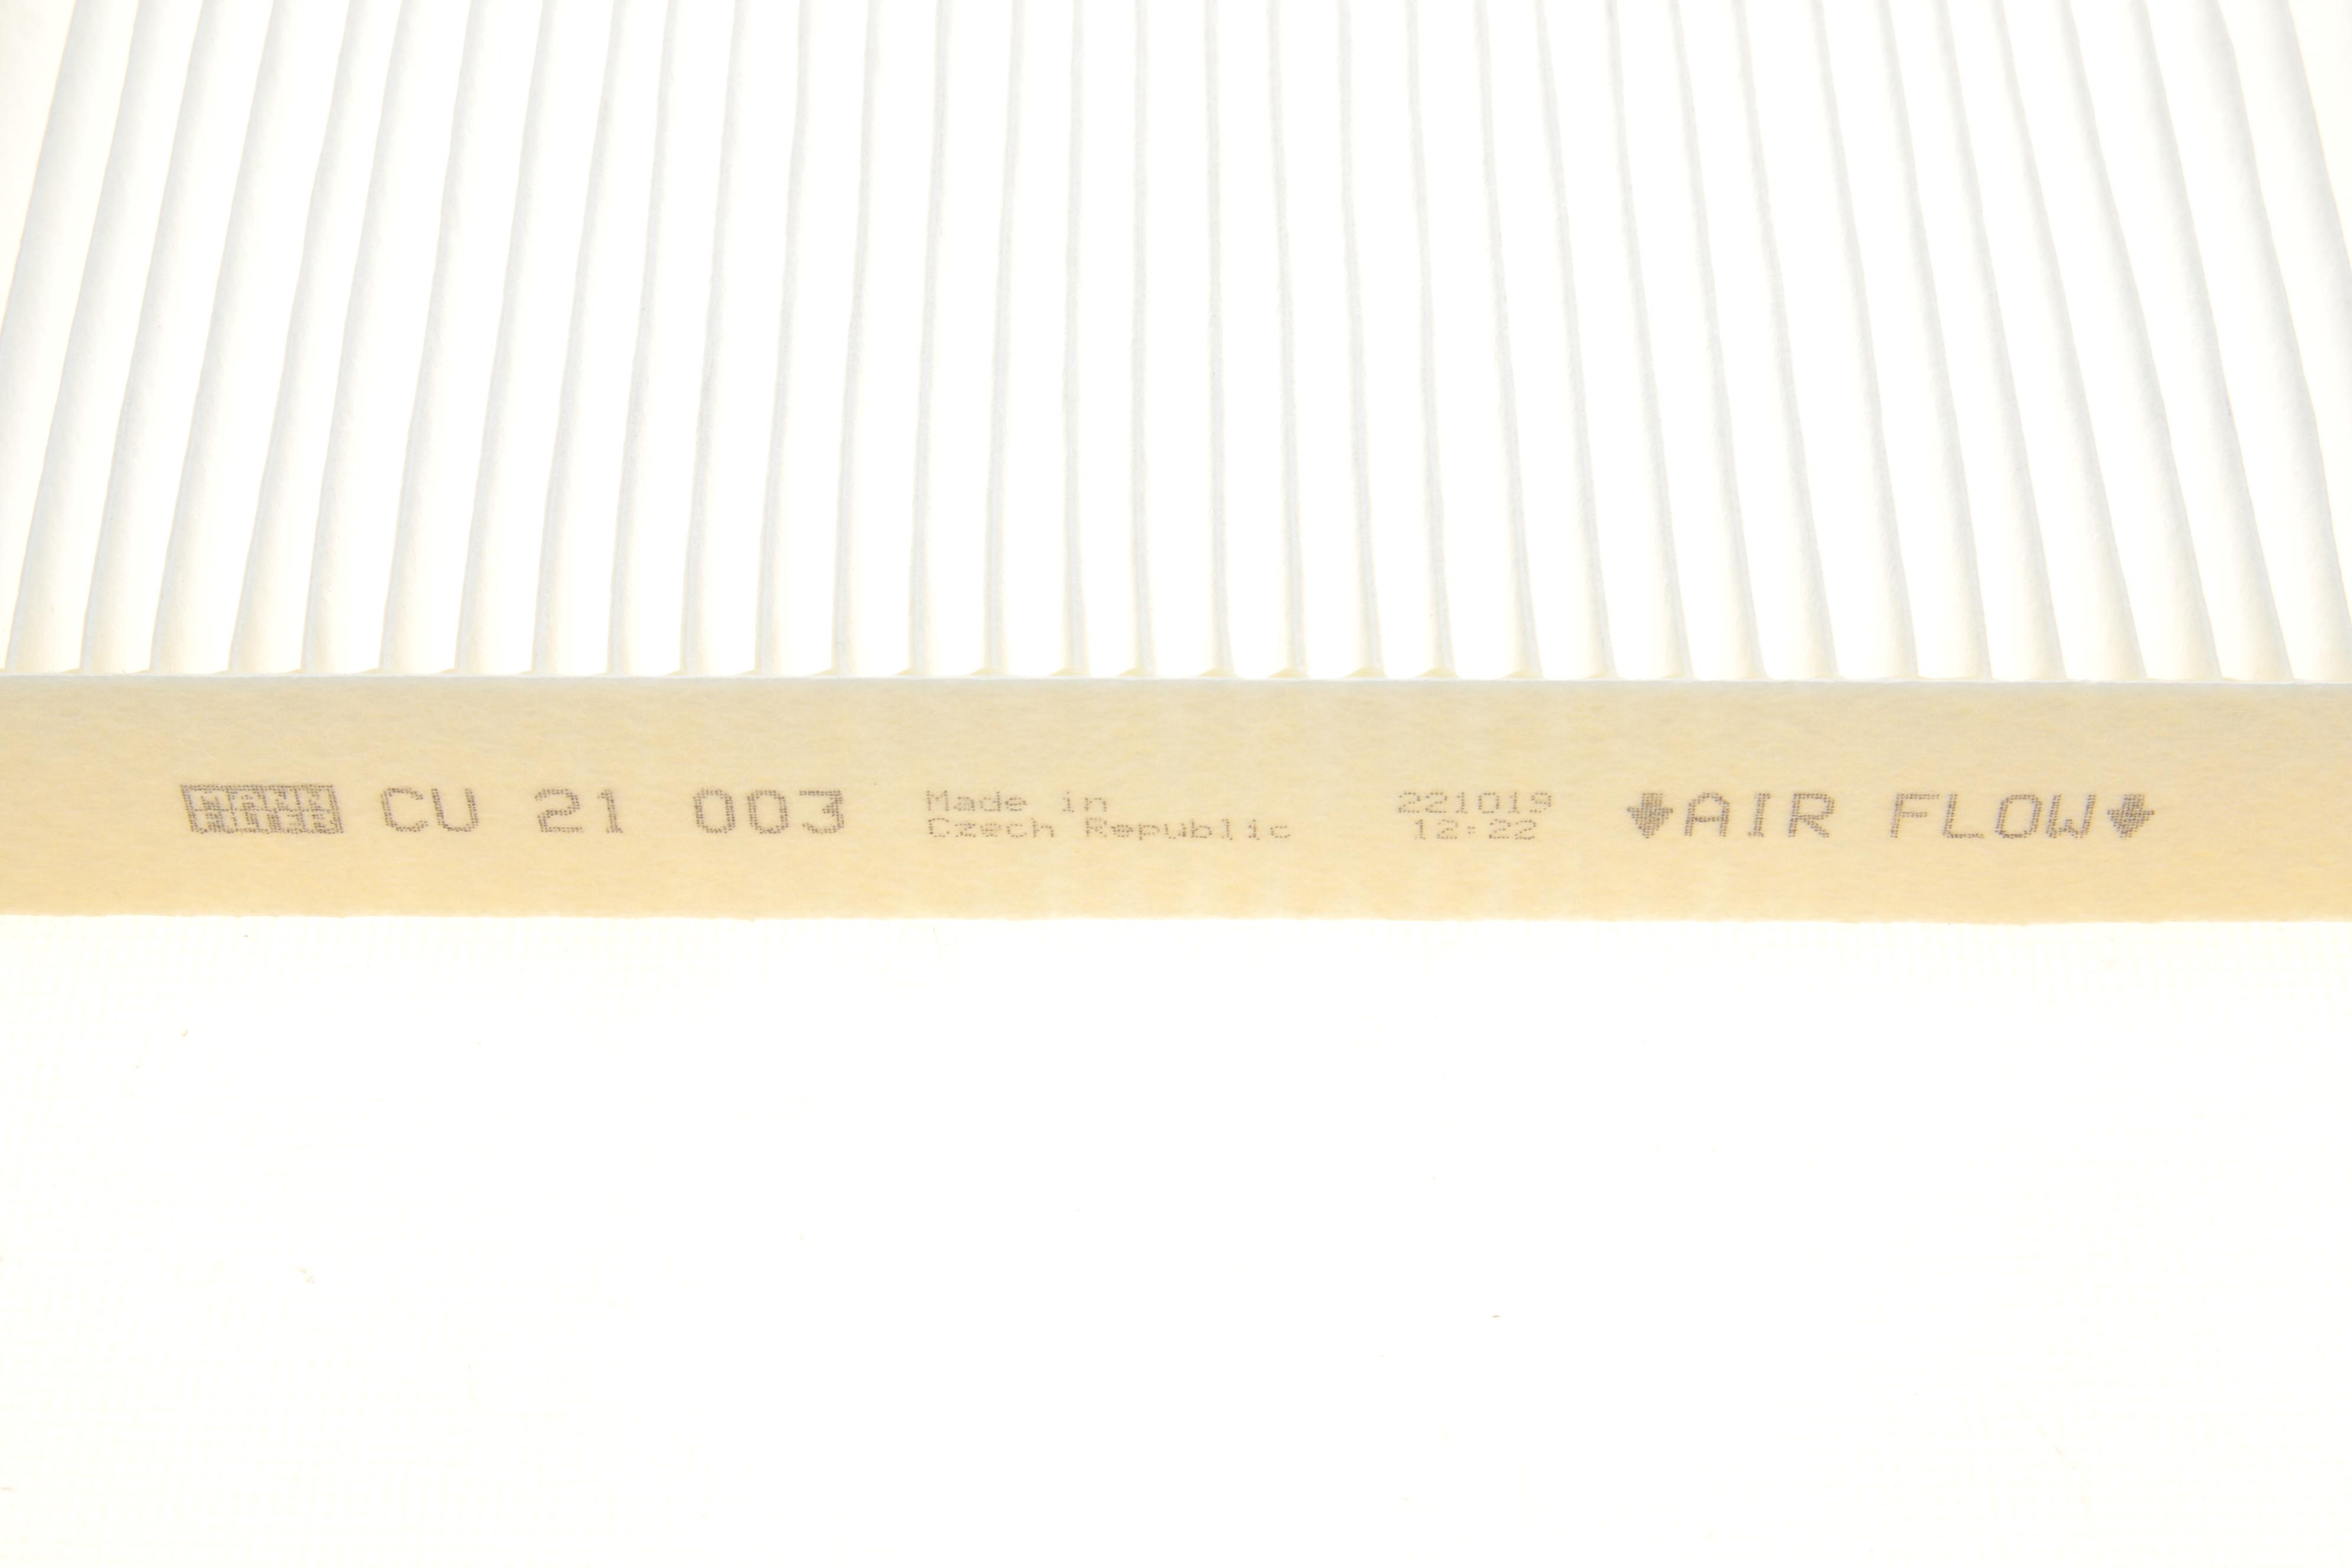 MANN
FILTER
CU 21 003
Made in
Czech Republic
221019
12:22
AIR FLOW